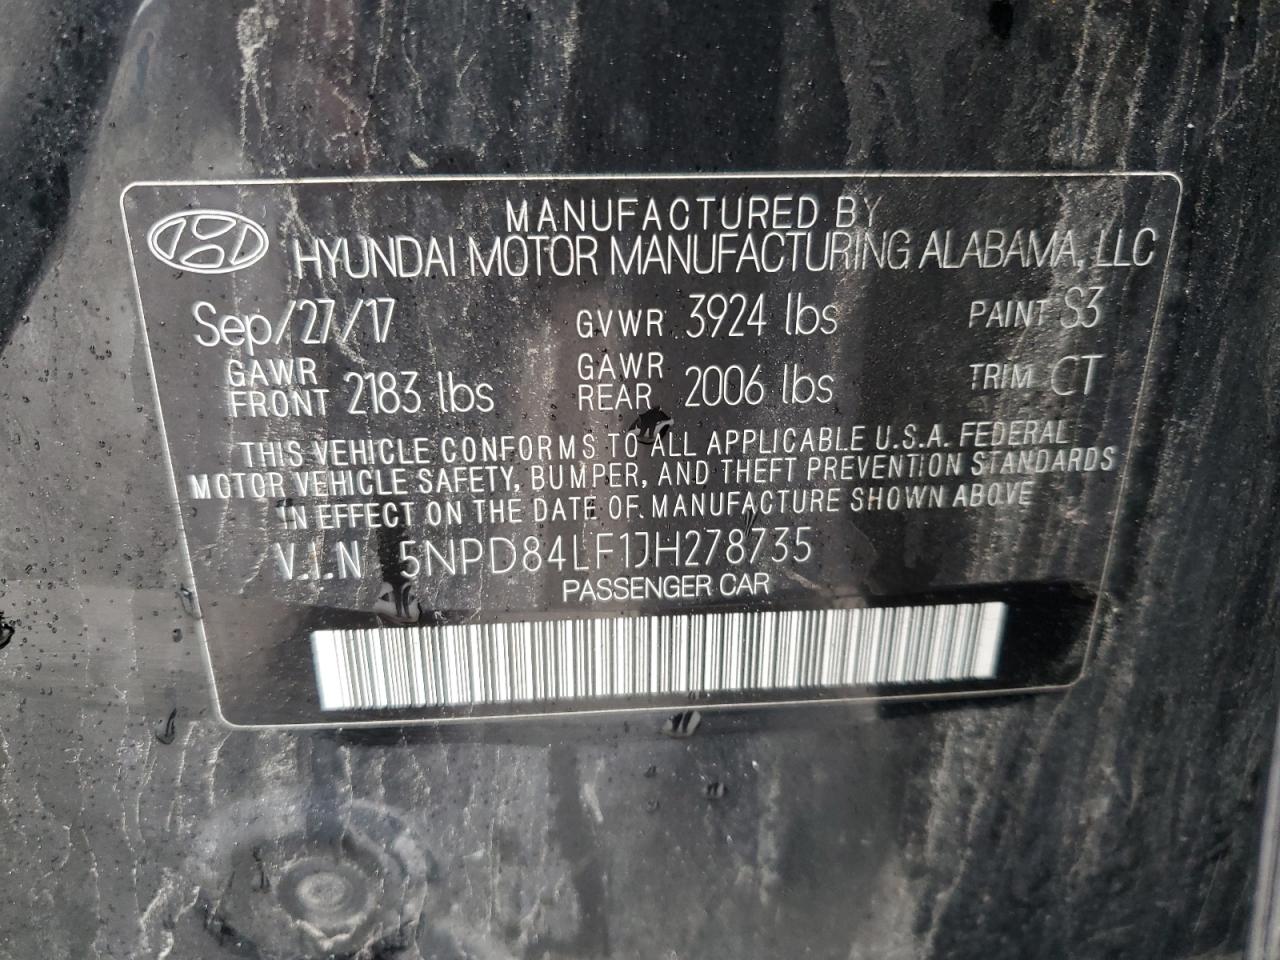 MANUFACTURED BY
HYUNDAI MOTOR MANUFACTURING ALABAMA, LLC
Sep/27/17 GVWR 3924 lbs PAINT S3
GAWR FRONT 2183 lbs GAWR REAR 2006 lbs TRIM CT
THIS VEHICLE CONFORMS TO ALL APPLICABLE U.S.A. FEDERAL
MOTOR VEHICLE SAFETY, BUMPER, AND THEFT PREVENTION STANDARDS
IN EFFECT ON THE DATE OF MANUFACTURE SHOWN ABOVE
V.I.N 5NPD84LF1JH278735
PASSENGER CAR